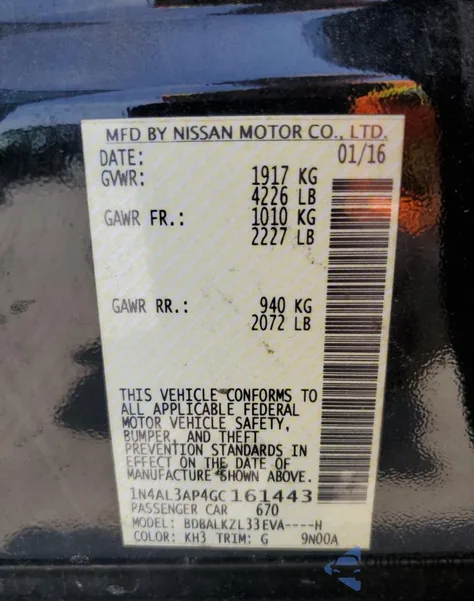 MFD BY NISSAN MOTOR CO., LTD.
DATE: 01/16
GVWR: 1917 KG
4226 LB
GAWR FR.: 1010 KG
2227 LB
GAWR RR.: 940 KG
2072 LB
THIS VEHICLE CONFORMS TO
ALL APPLICABLE FEDERAL
MOTOR VEHICLE SAFETY,
BUMPER, AND THEFT
PREVENTION STANDARDS IN
EFFECT ON THE DATE OF
MANUFACTURE SHOWN ABOVE.
1N4AL3AP4GC161443
PASSENGER CAR 670
MODEL: BDBALKZL33EVA----H
COLOR: KH3 TRIM: G 9N00A